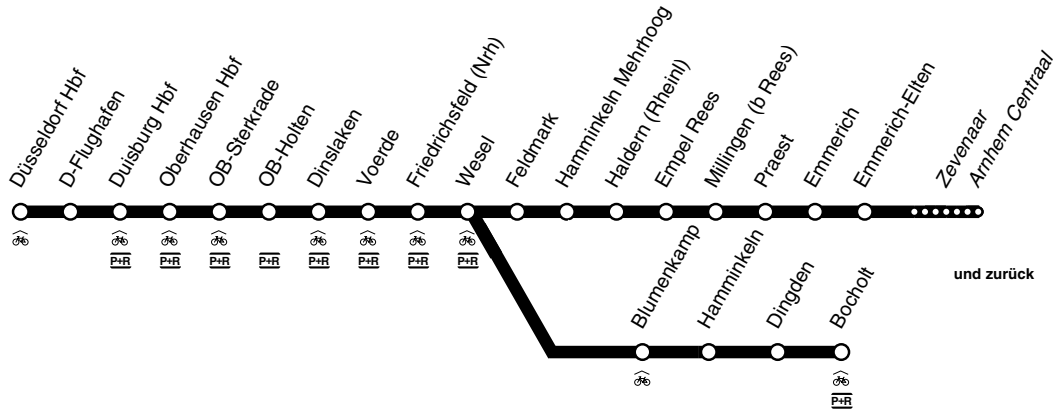 Düsseldorf Hbf
D-Flughafen
Duisburg Hbf
Oberhausen Hbf
OB-Sterkrade
OB-Holten
Dinslaken
Voerde
Friedrichsfeld (Nrh)
Wesel
Feldmark
Hamminkeln Mehrhoog
Haldern (Rheinl)
Empel Rees
Millingen (b Rees)
Praest
Emmerich
Emmerich-Elten
Zevenaar
Arnhem Centraal
P+R
P+R
P+R
P+R
P+R
P+R
P+R
P+R
und zurück
Blumenkamp
Hamminkeln
Dingden
Bocholt
P+R